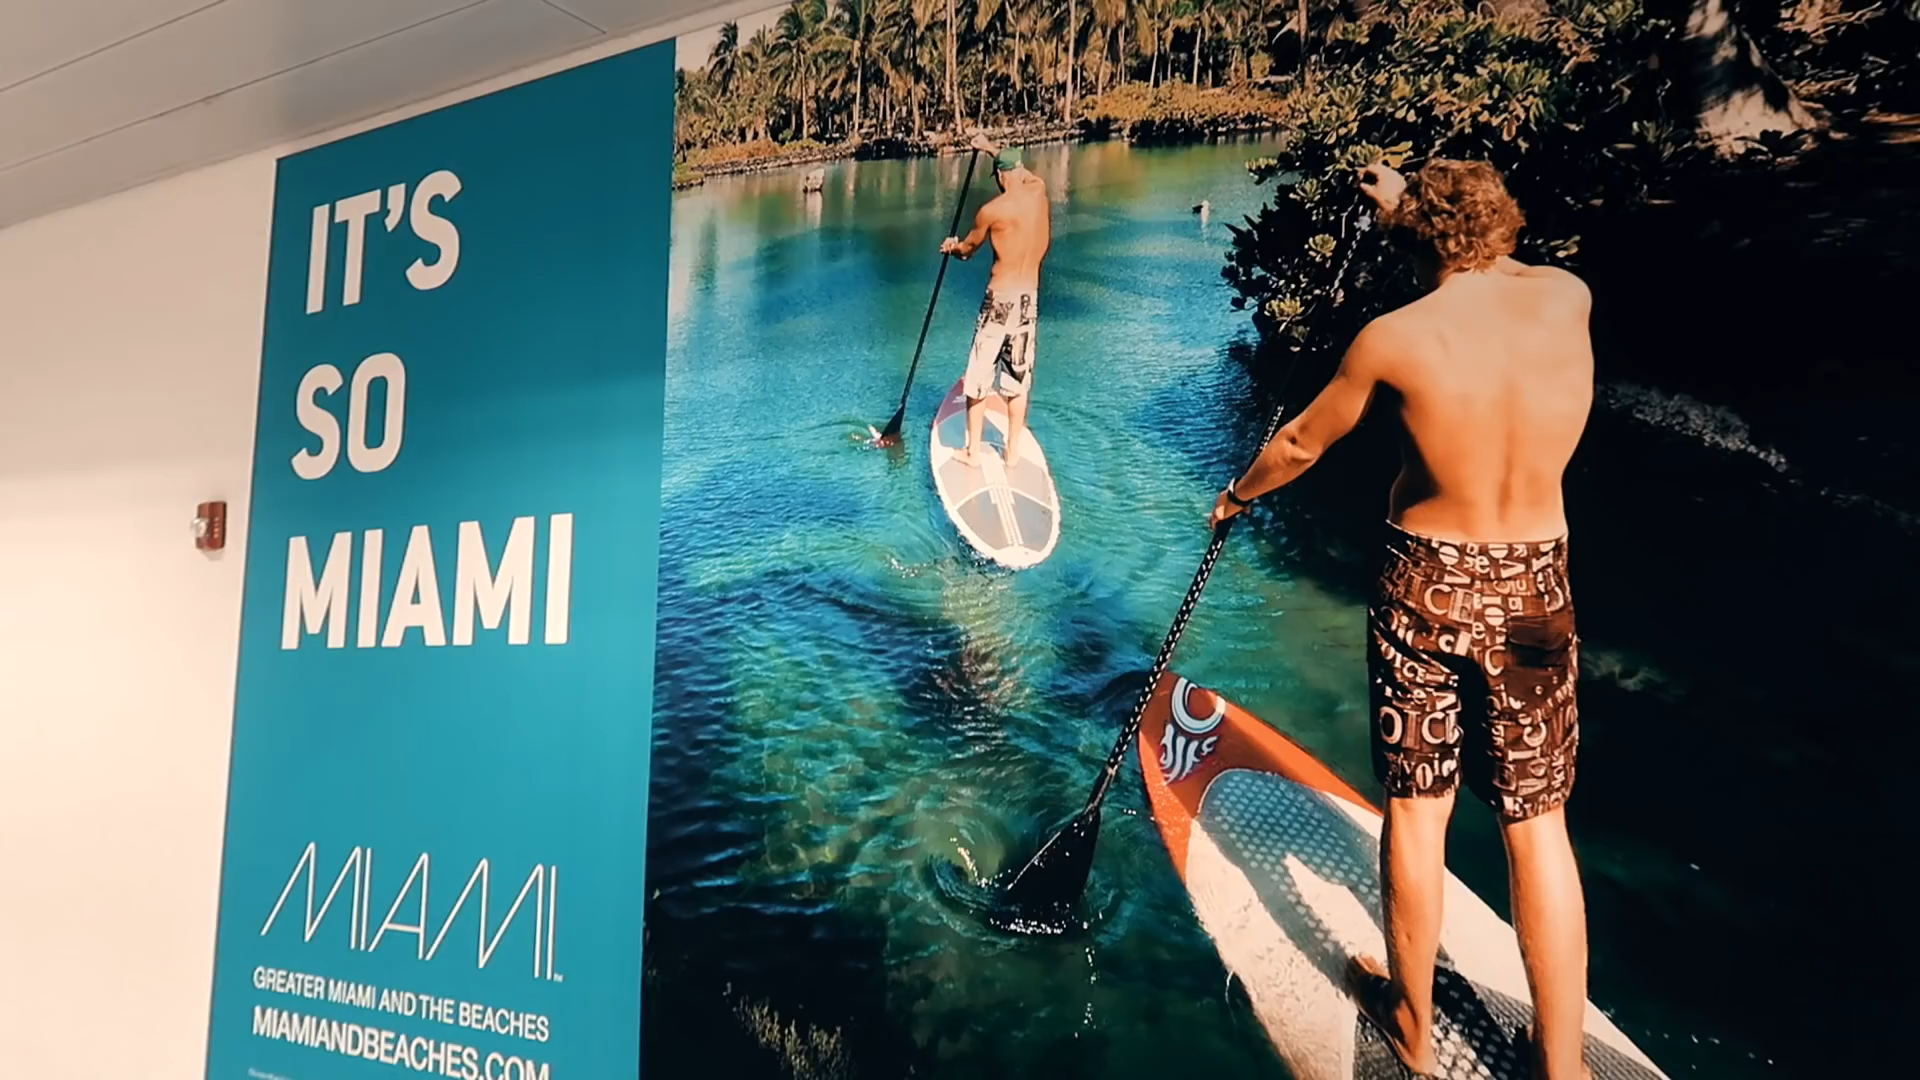 IT'S
SO
MIAMI
MIAMI
GREATER MIAMI AND THE BEACHES
MIAMIANDBEACHES.COM